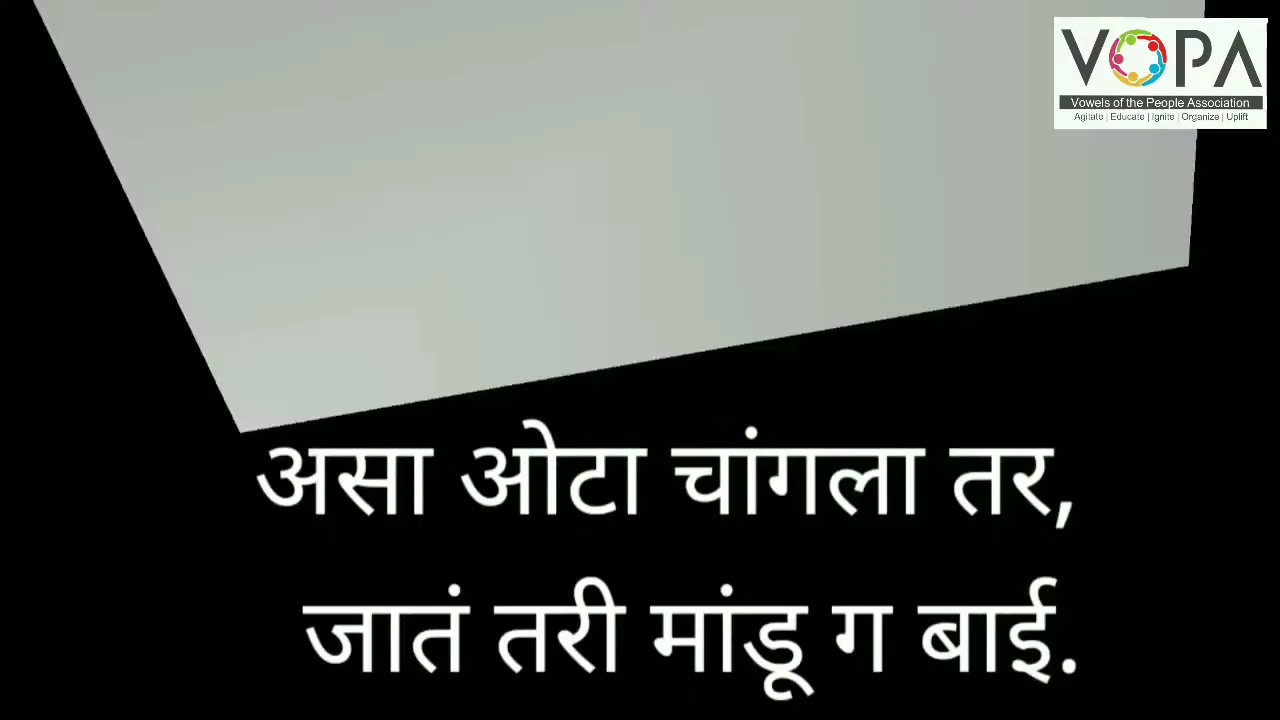 VOPA
Vowels of the People Association
Agitate | Educate | Ignite | Organize | Uplift
असा ओटा चांगला तर,
जातं तरी मांडू ग बाई.